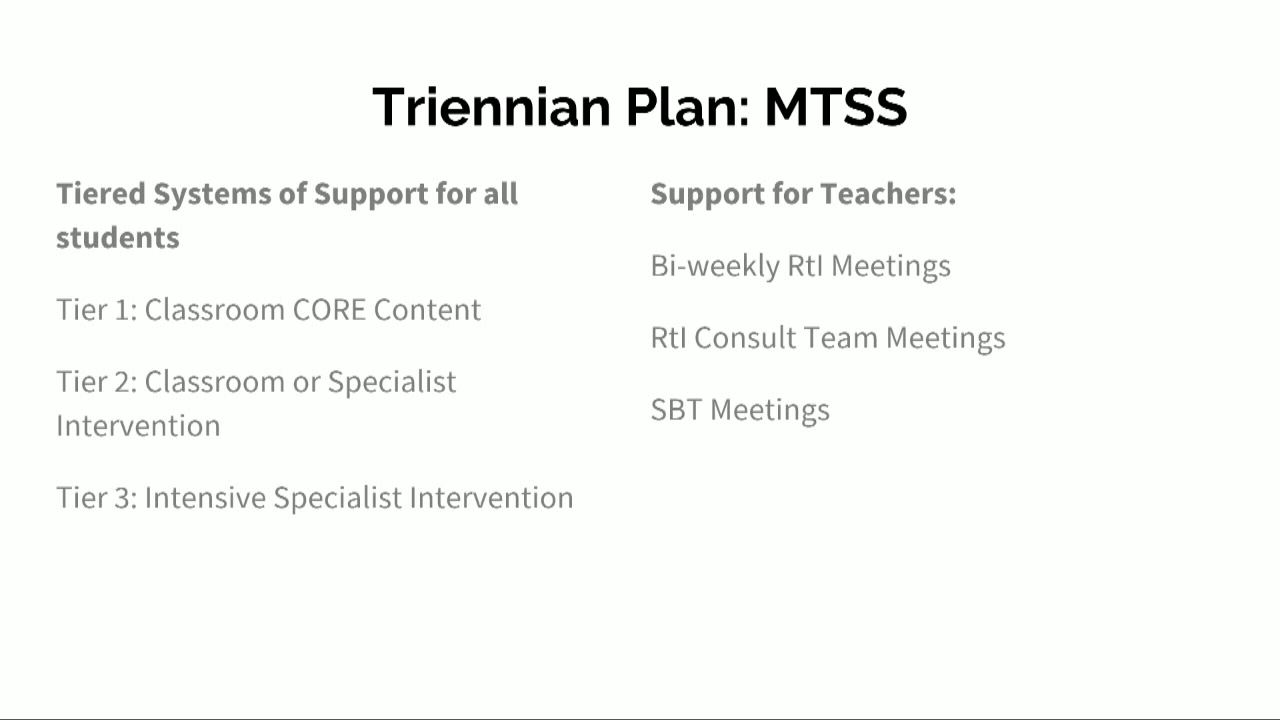 Triennian Plan: MTSS
Tiered Systems of Support for all
students
Tier 1: Classroom CORE Content
Tier 2: Classroom or Specialist
Intervention
Tier 3: Intensive Specialist Intervention
Support for Teachers:
Bi-weekly RtI Meetings
RtI Consult Team Meetings
SBT Meetings